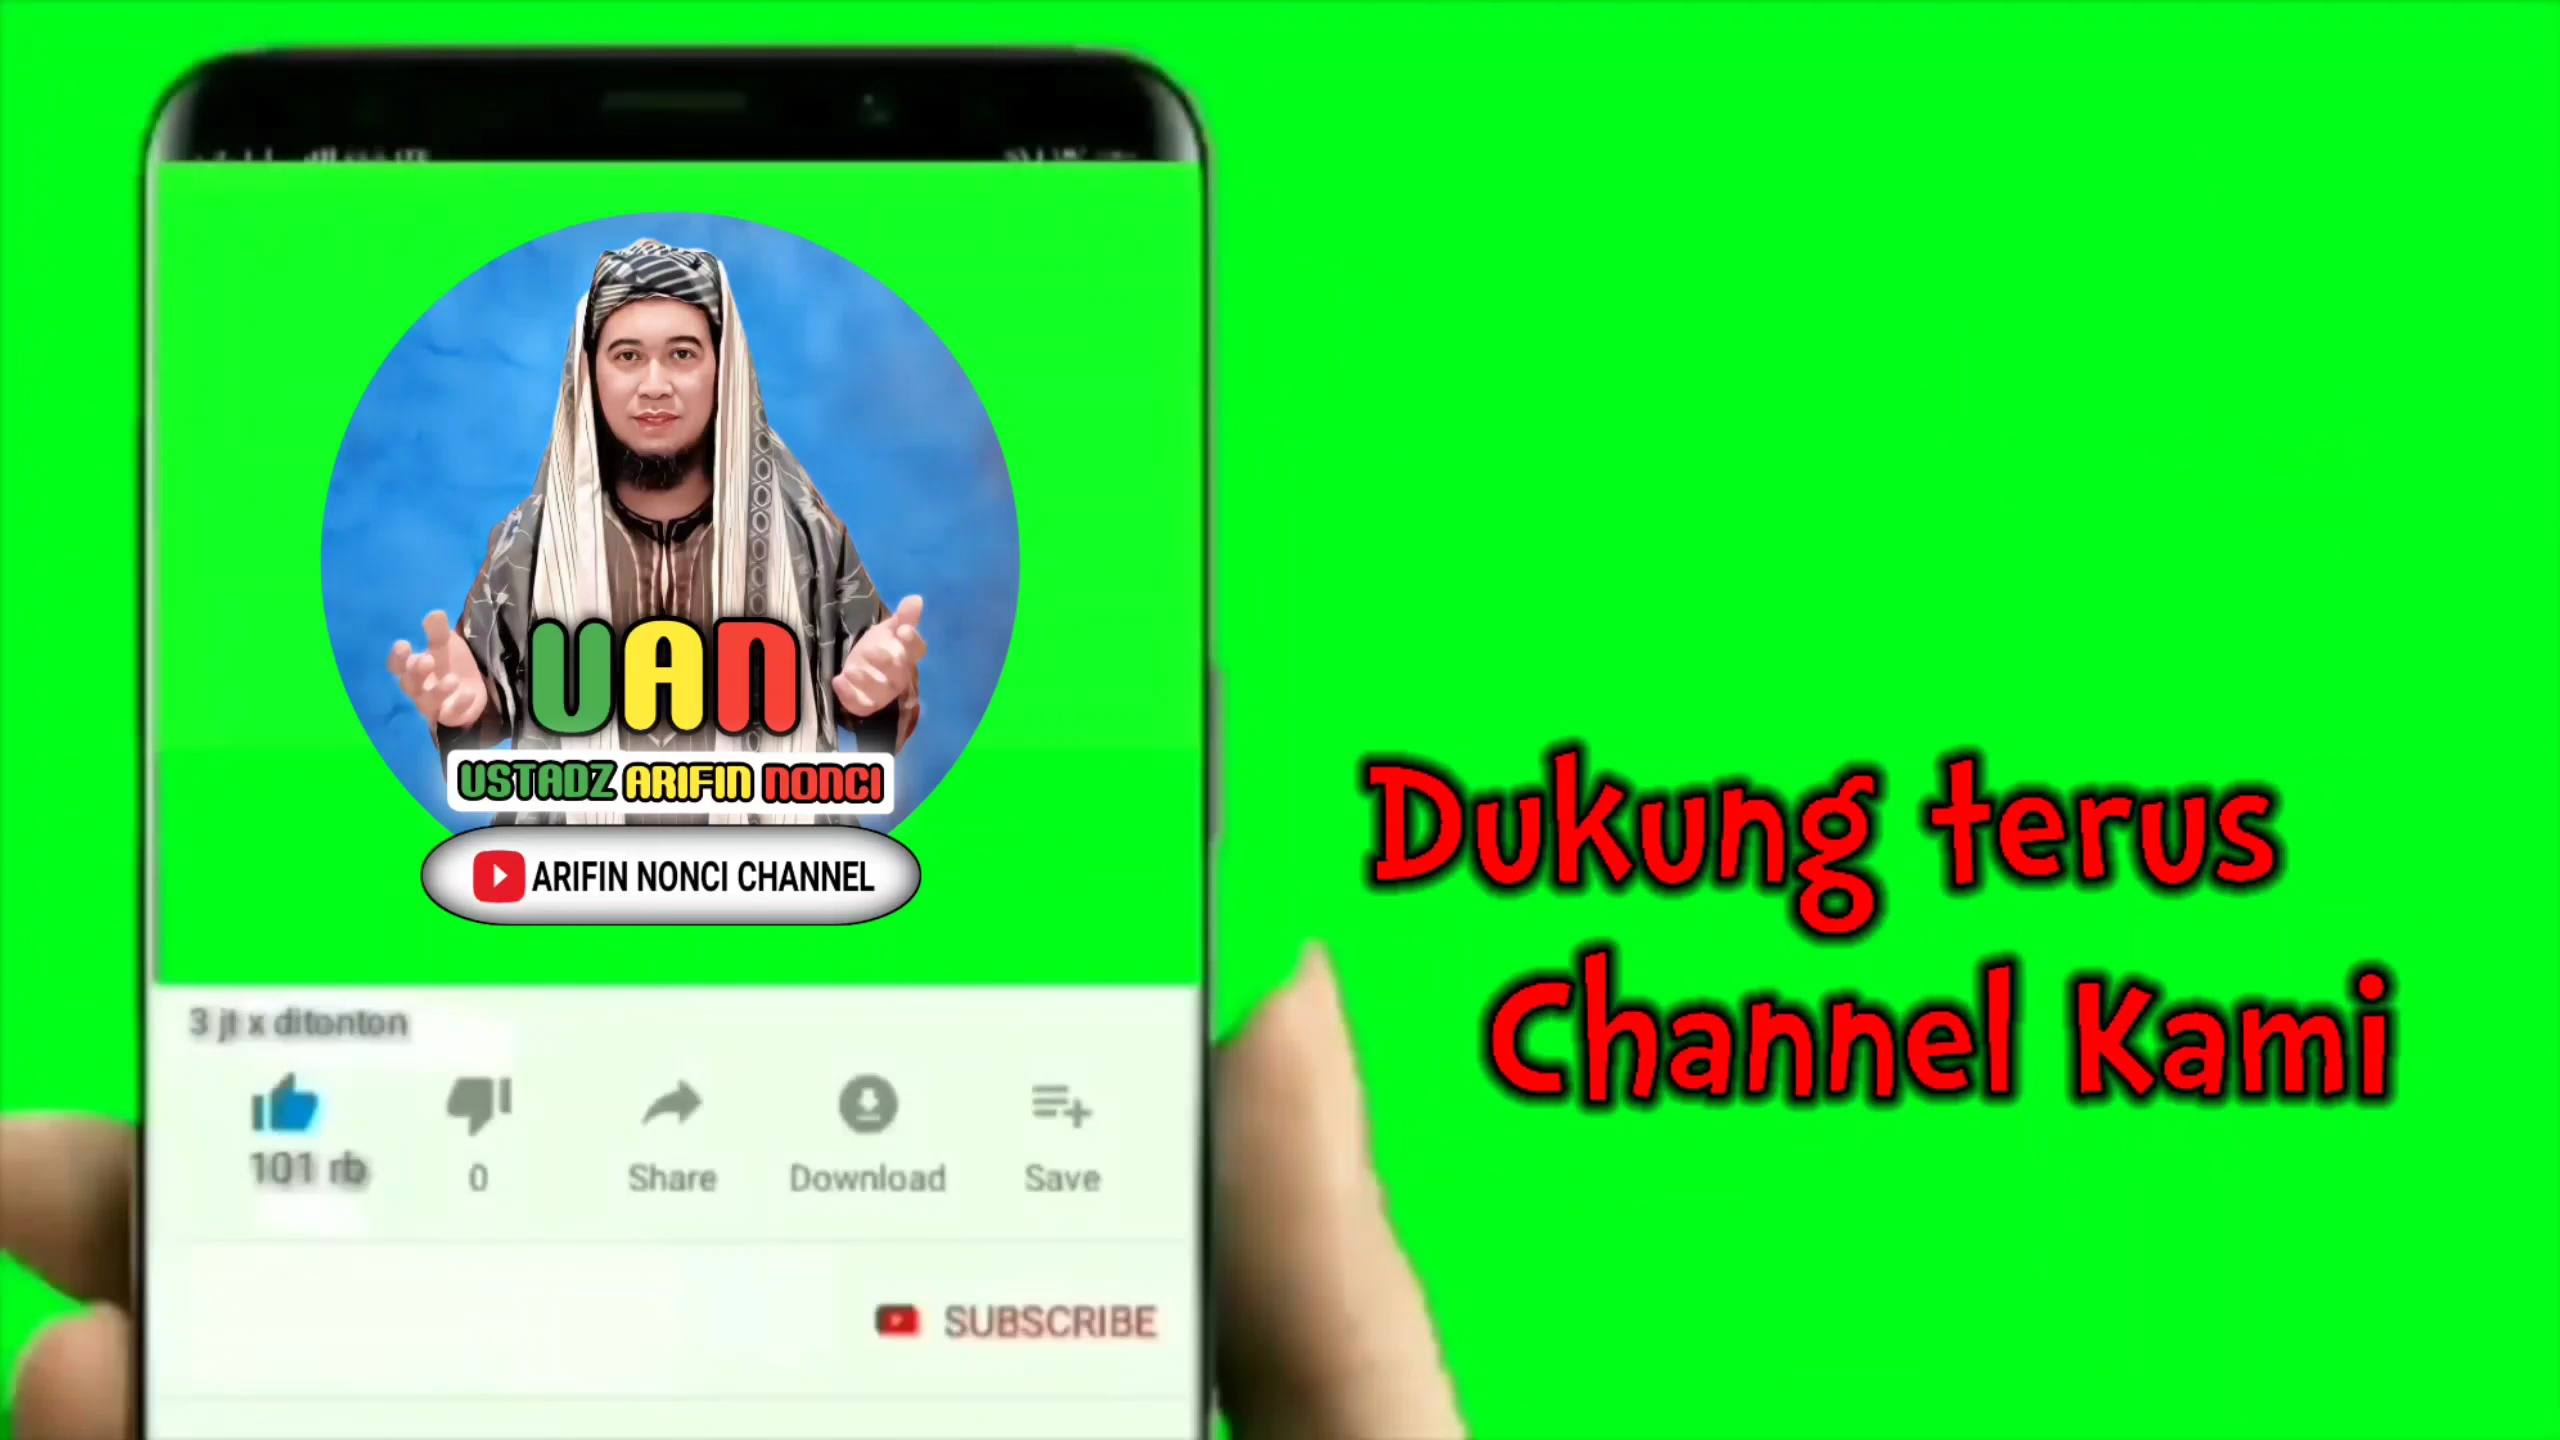 UAN
USTADZ ARIFIN NONCI
ARIFIN NONCI CHANNEL
3 jt x ditonton
101 rb
0
Share
Download
Save
SUBSCRIBE
Dukung terus
Channel Kami